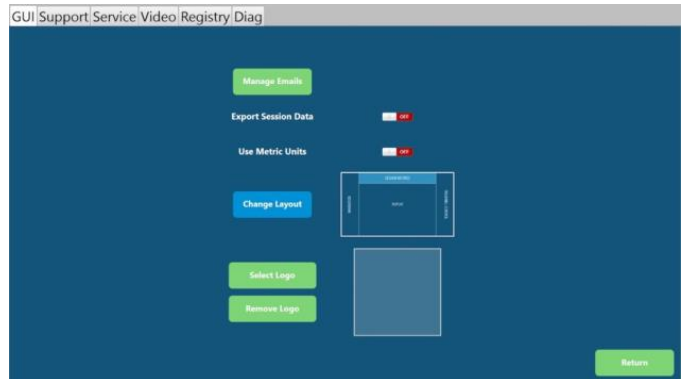 GUI Support Service Video Registry Diag
Manage Emails
Export Session Data OFF
Use Metric Units OFF
Change Layout
Select Logo
Remove Logo
Return